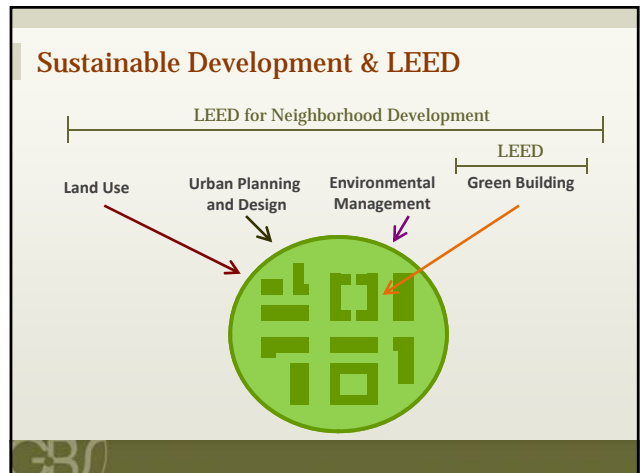 Sustainable Development & LEED
LEED for Neighborhood Development
LEED
Land Use
Urban Planning
and Design
Environmental
Management
Green Building